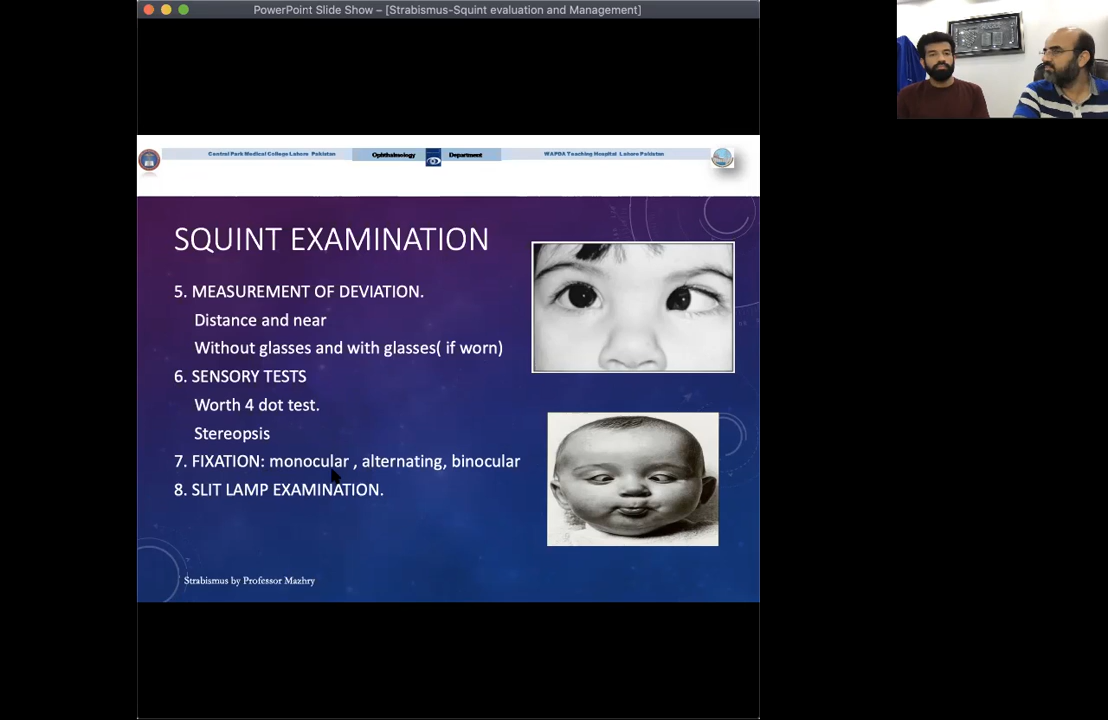 PowerPoint Slide Show – [Strabismus-Squint evaluation and Management]
Central Park Medical College Lahore Pakistan
Ophthalmology Department
WAPDA Teaching Hospital Lahore Pakistan
SQUINT EXAMINATION
5. MEASUREMENT OF DEVIATION.
Distance and near
Without glasses and with glasses( if worn)
6. SENSORY TESTS
Worth 4 dot test.
Stereopsis
7. FIXATION: monocular , alternating, binocular
8. SLIT LAMP EXAMINATION.
Strabismus by Professor Mazhry